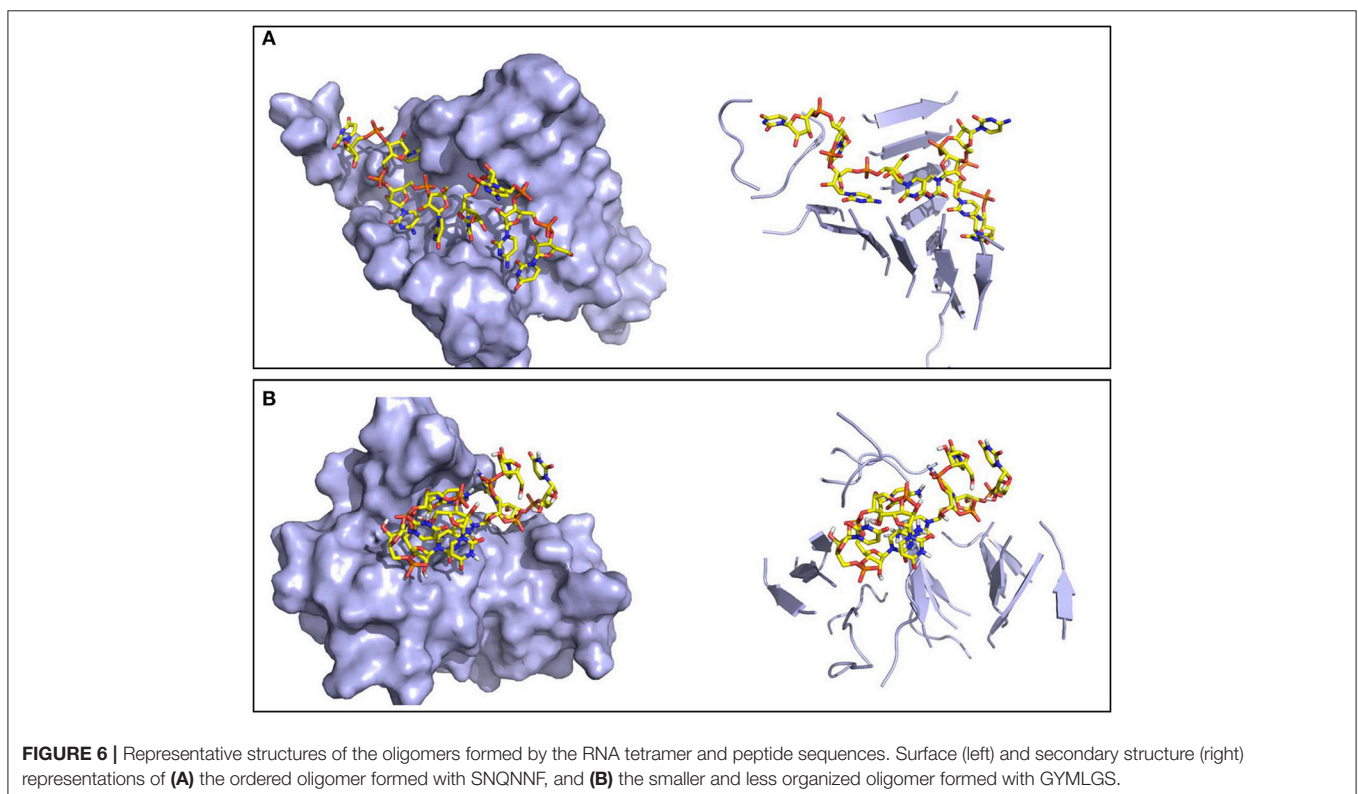 A
B
FIGURE 6 | Representative structures of the oligomers formed by the RNA tetramer and peptide sequences. Surface (left) and secondary structure (right)
representations of (A) the ordered oligomer formed with SNQNNF, and (B) the smaller and less organized oligomer formed with GYMLGS.